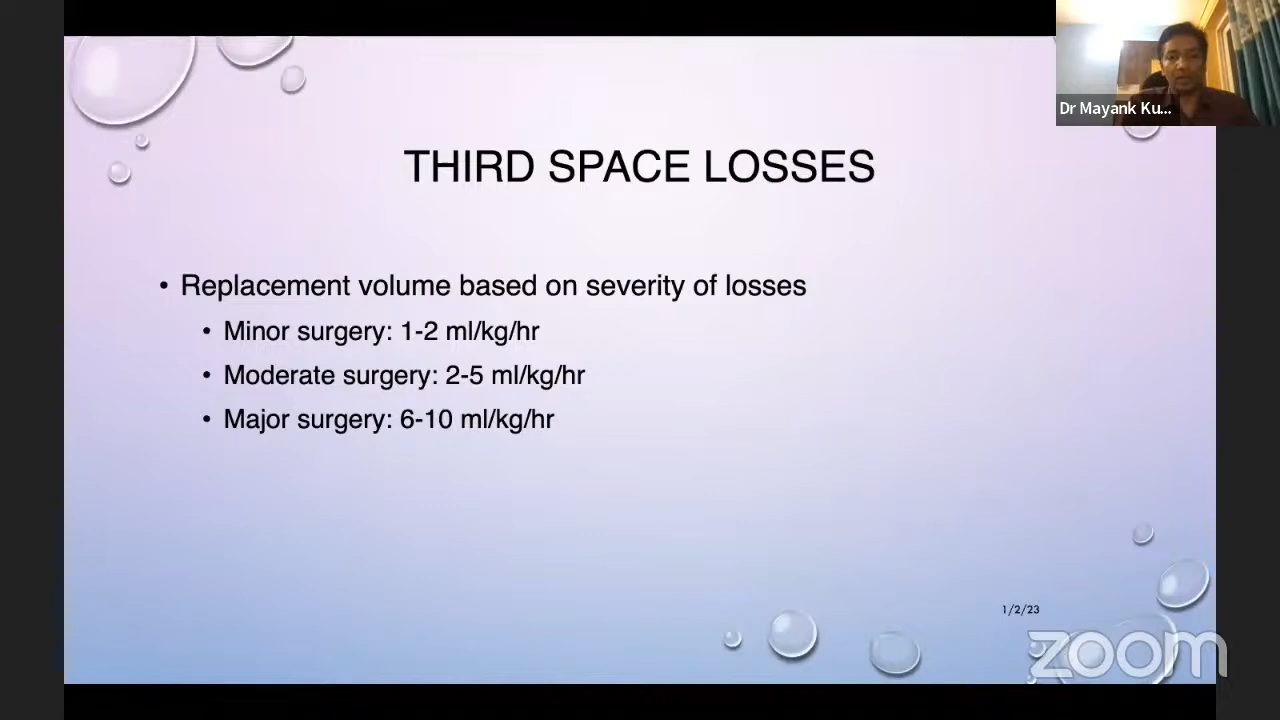 Dr Mayank Ku...
THIRD SPACE LOSSES
• Replacement volume based on severity of losses
• Minor surgery: 1-2 ml/kg/hr
• Moderate surgery: 2-5 ml/kg/hr
• Major surgery: 6-10 ml/kg/hr
1/2/23
zoom